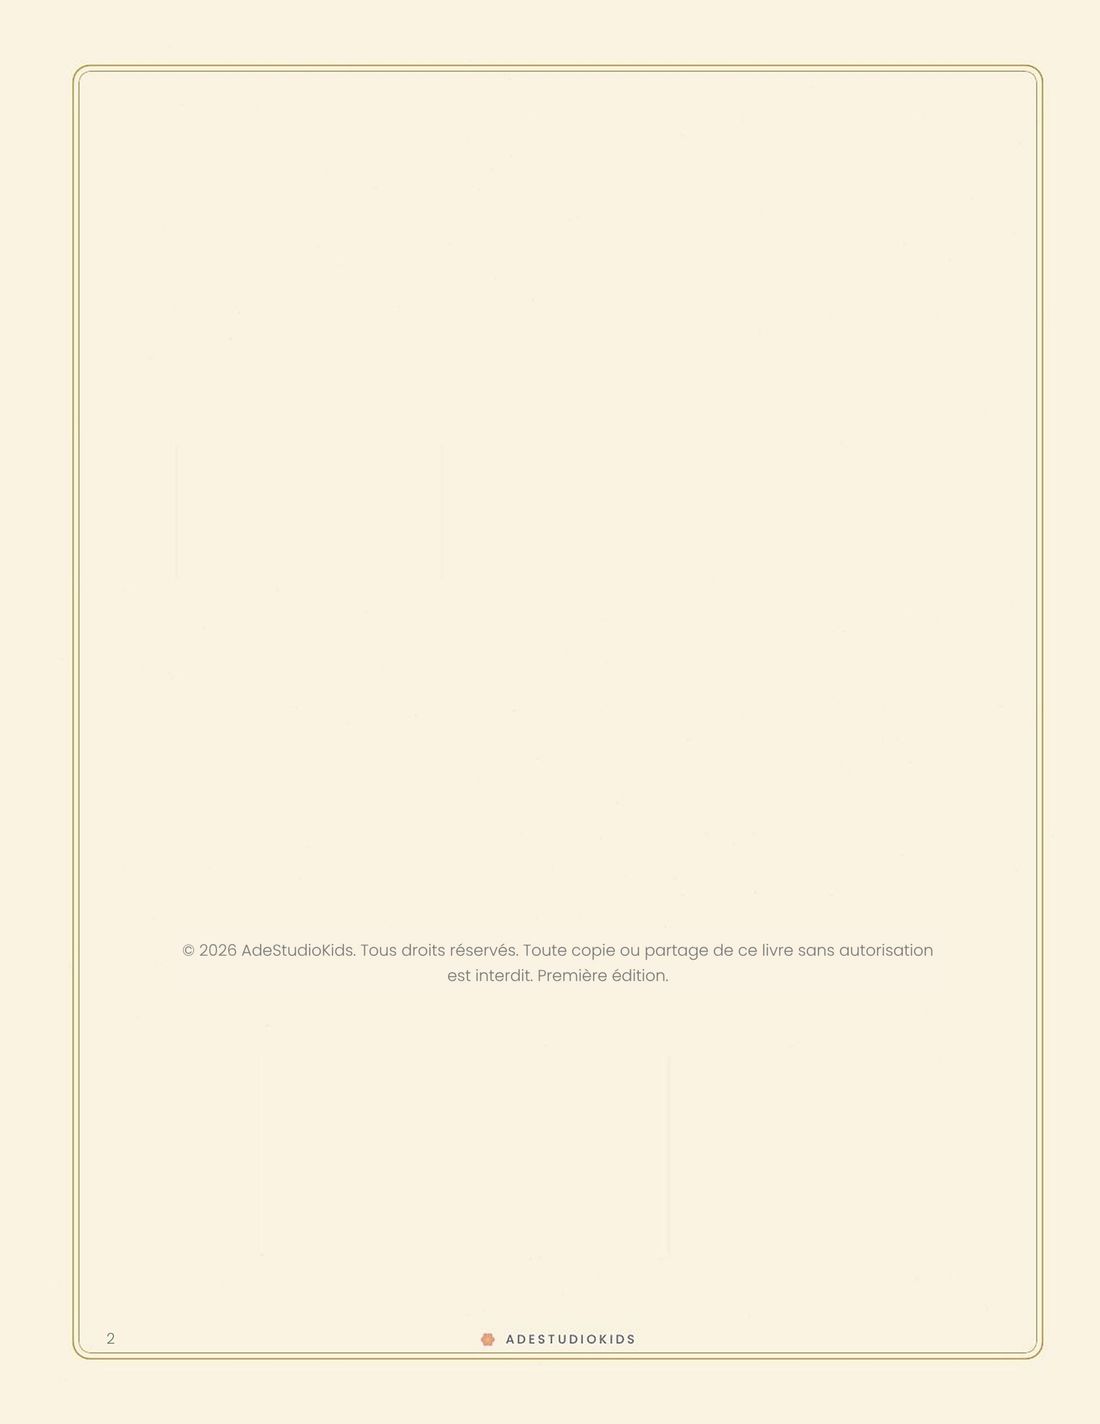 © 2026 AdeStudioKids. Tous droits réservés. Toute copie ou partage de ce livre sans autorisation
est interdit. Première édition.
2
ADESTUDIOKIDS